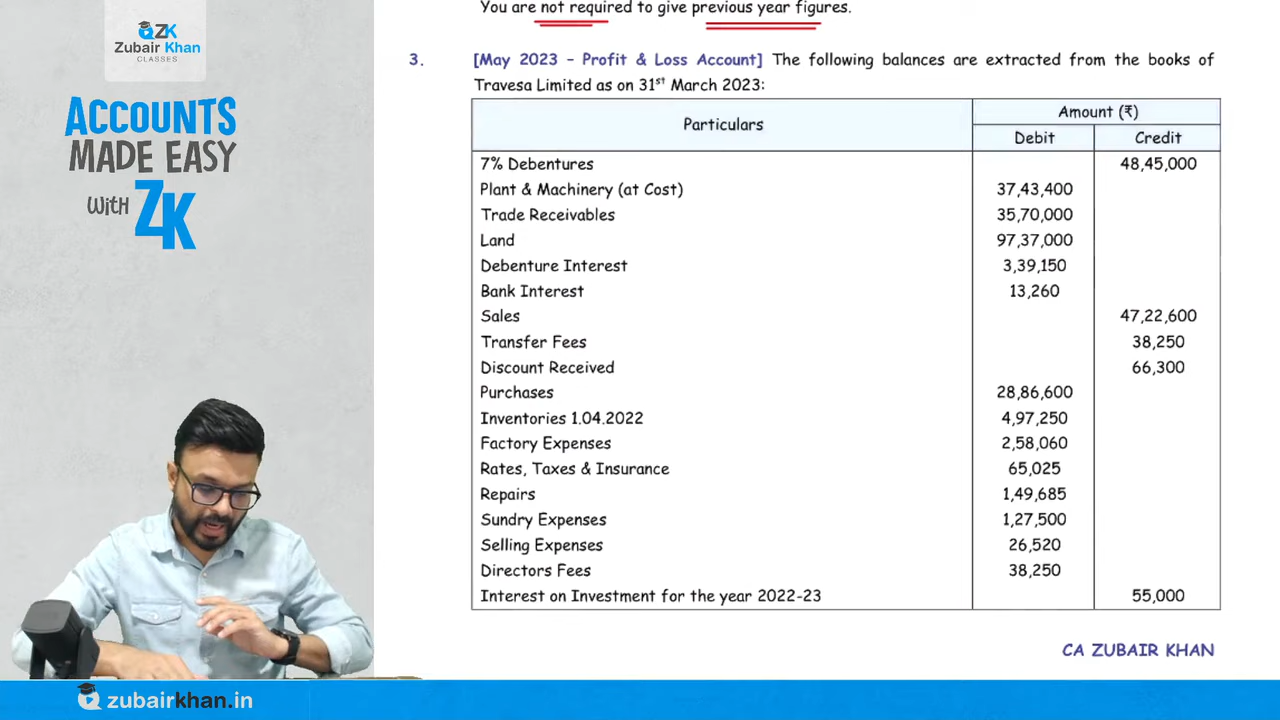 You are not required to give previous year figures.
ZK
Zubair Khan
CLASSES
ACCOUNTS
MADE EASY
with ZK
3. [May 2023 – Profit & Loss Account] The following balances are extracted from the books of
Travesa Limited as on 31st March 2023:
Particulars Amount (₹)
Debit Credit
7% Debentures 48,45,000
Plant & Machinery (at Cost) 37,43,400
Trade Receivables 35,70,000
Land 97,37,000
Debenture Interest 3,39,150
Bank Interest 13,260
Sales 47,22,600
Transfer Fees 38,250
Discount Received 66,300
Purchases 28,86,600
Inventories 1.04.2022 4,97,250
Factory Expenses 2,58,060
Rates, Taxes & Insurance 65,025
Repairs 1,49,685
Sundry Expenses 1,27,500
Selling Expenses 26,520
Directors Fees 38,250
Interest on Investment for the year 2022-23 55,000
CA ZUBAIR KHAN
zubairkhan.in